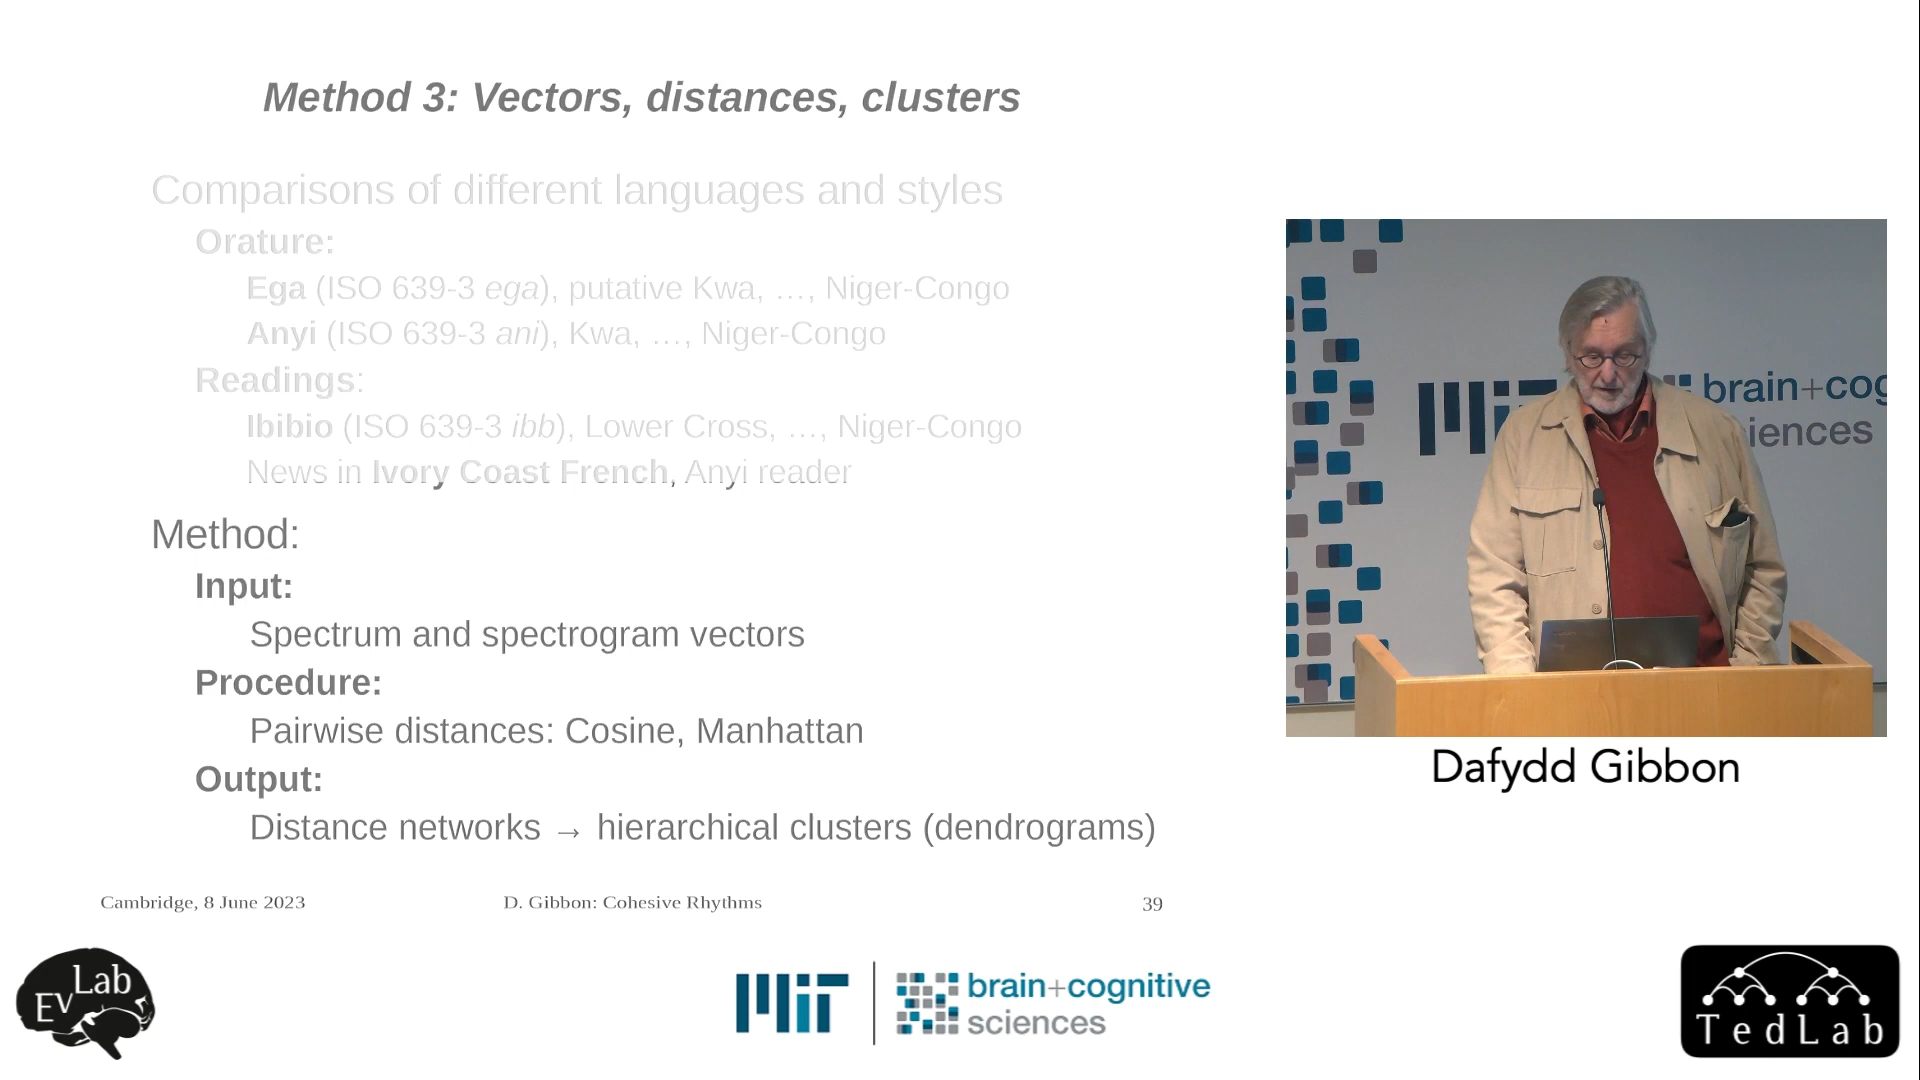 Method 3: Vectors, distances, clusters
Comparisons of different languages and styles
Orature:
Ega (ISO 639-3 ega), putative Kwa, …, Niger-Congo
Anyi (ISO 639-3 ani), Kwa, …, Niger-Congo
Readings:
Ibibio (ISO 639-3 ibb), Lower Cross, …, Niger-Congo
News in Ivory Coast French, Anyi reader
Method:
Input:
Spectrum and spectrogram vectors
Procedure:
Pairwise distances: Cosine, Manhattan
Output:
Distance networks → hierarchical clusters (dendrograms)
Cambridge, 8 June 2023
D. Gibbon: Cohesive Rhythms
39
MIT
brain+cog
iences
Dafydd Gibbon
EvLab
MIT
brain+cognitive
sciences
TedLab